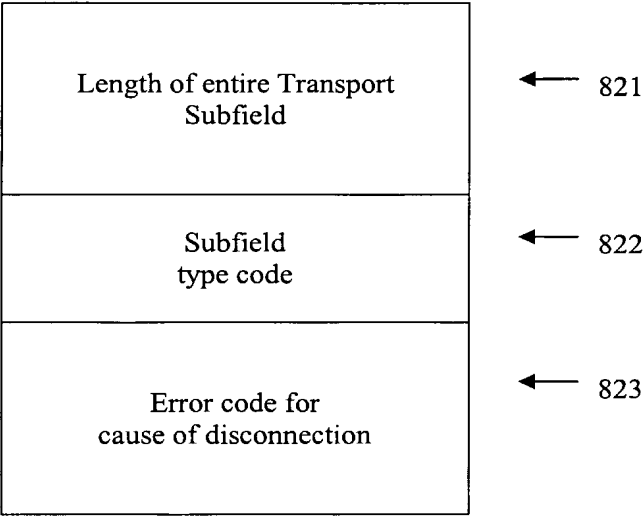 Length of entire Transport
Subfield
821
Subfield
type code
822
Error code for
cause of disconnection
823